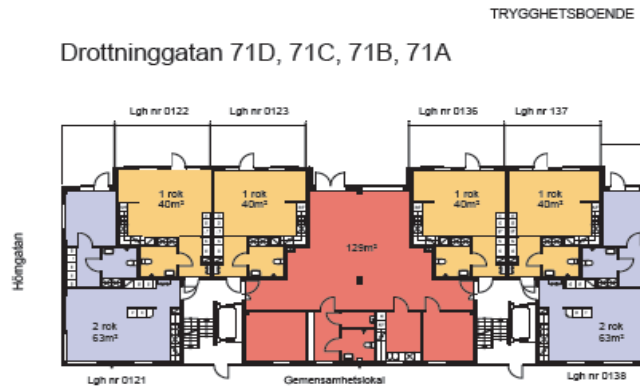 TRYGGHETSBOENDE
Drottninggatan 71D, 71C, 71B, 71A
Lgh nr 0122
Lgh nr 0123
Lgh nr 0136
Lgh nr 137
1 rok
40m²
1 rok
40m²
1 rok
40m²
1 rok
40m²
129m²
Hörngatan
2 rok
63m²
2 rok
63m²
Lgh nr 0121
Gemensamhetslokal
Lgh nr 0138